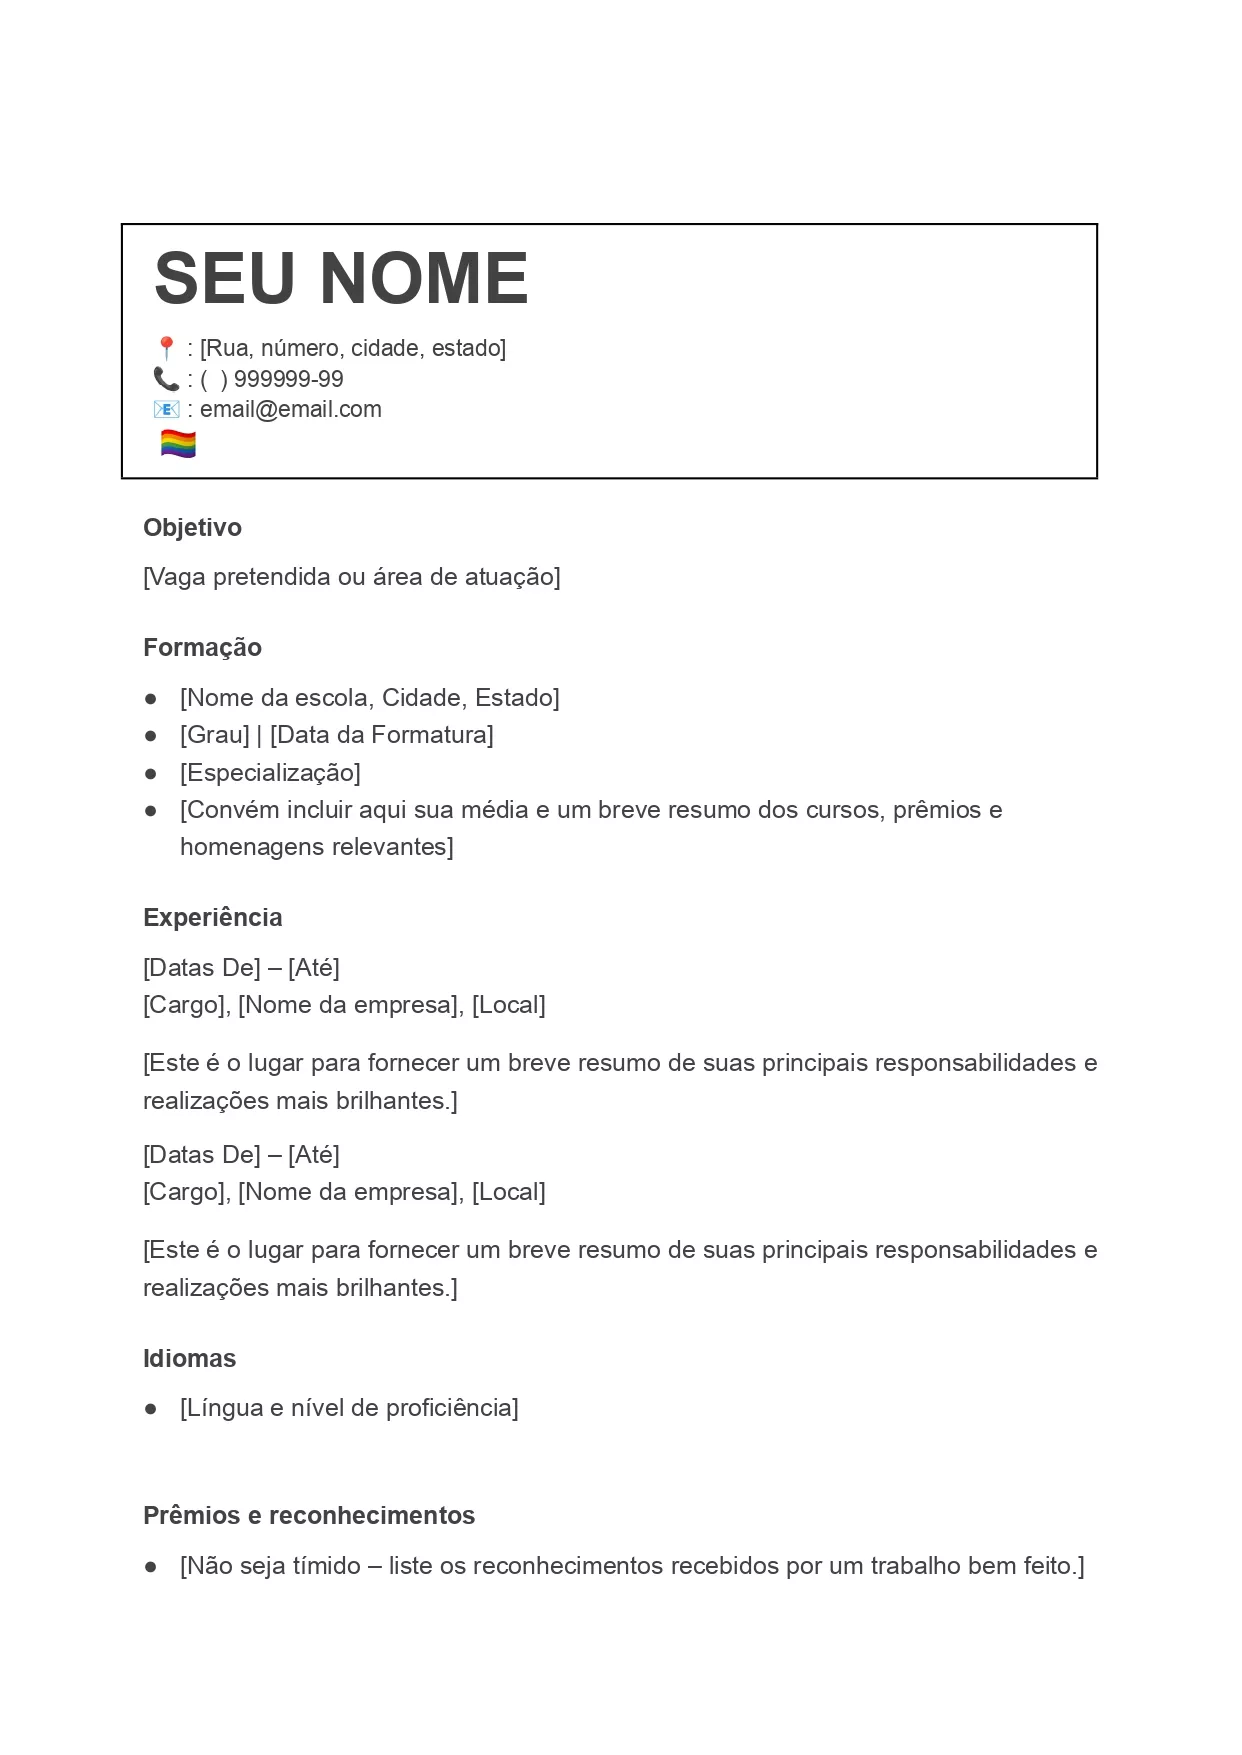 SEU NOME
📍 : [Rua, número, cidade, estado]
📞 : (  ) 999999-99
📧 : email@email.com
🏳️‍🌈
Objetivo
[Vaga pretendida ou área de atuação]
Formação
● [Nome da escola, Cidade, Estado]
● [Grau] | [Data da Formatura]
● [Especialização]
● [Convém incluir aqui sua média e um breve resumo dos cursos, prêmios e
homenagens relevantes]
Experiência
[Datas De] – [Até]
[Cargo], [Nome da empresa], [Local]
[Este é o lugar para fornecer um breve resumo de suas principais responsabilidades e
realizações mais brilhantes.]
[Datas De] – [Até]
[Cargo], [Nome da empresa], [Local]
[Este é o lugar para fornecer um breve resumo de suas principais responsabilidades e
realizações mais brilhantes.]
Idiomas
● [Língua e nível de proficiência]
Prêmios e reconhecimentos
● [Não seja tímido – liste os reconhecimentos recebidos por um trabalho bem feito.]